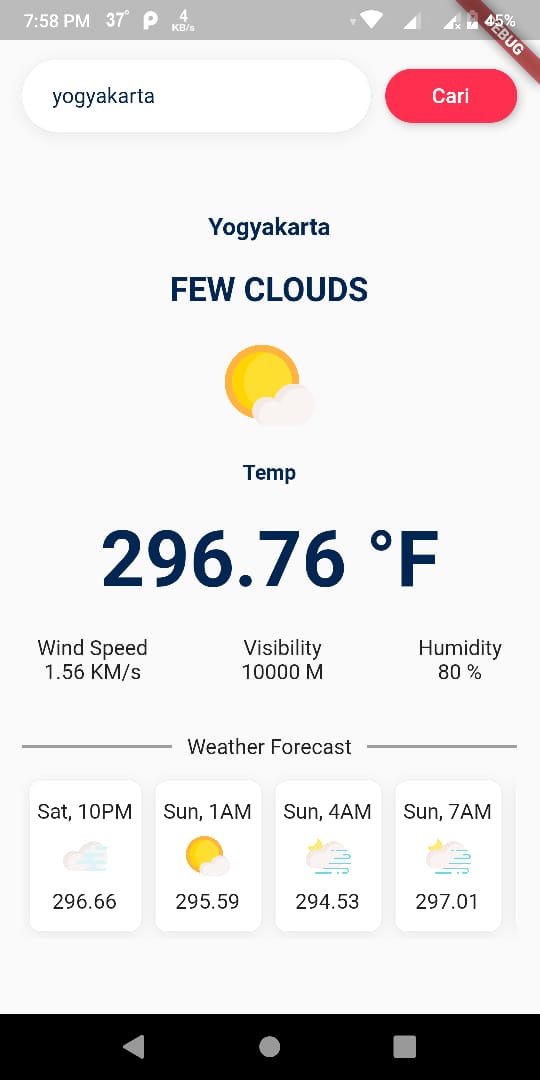 7:58 PM 37° P 4 KB/s 45%
DEBUG
yogyakarta
Cari
Yogyakarta
FEW CLOUDS
Temp
296.76 °F
Wind Speed Visibility Humidity
1.56 KM/s 10000 M 80 %
Weather Forecast
Sat, 10PM Sun, 1AM Sun, 4AM Sun, 7AM
296.66 295.59 294.53 297.01